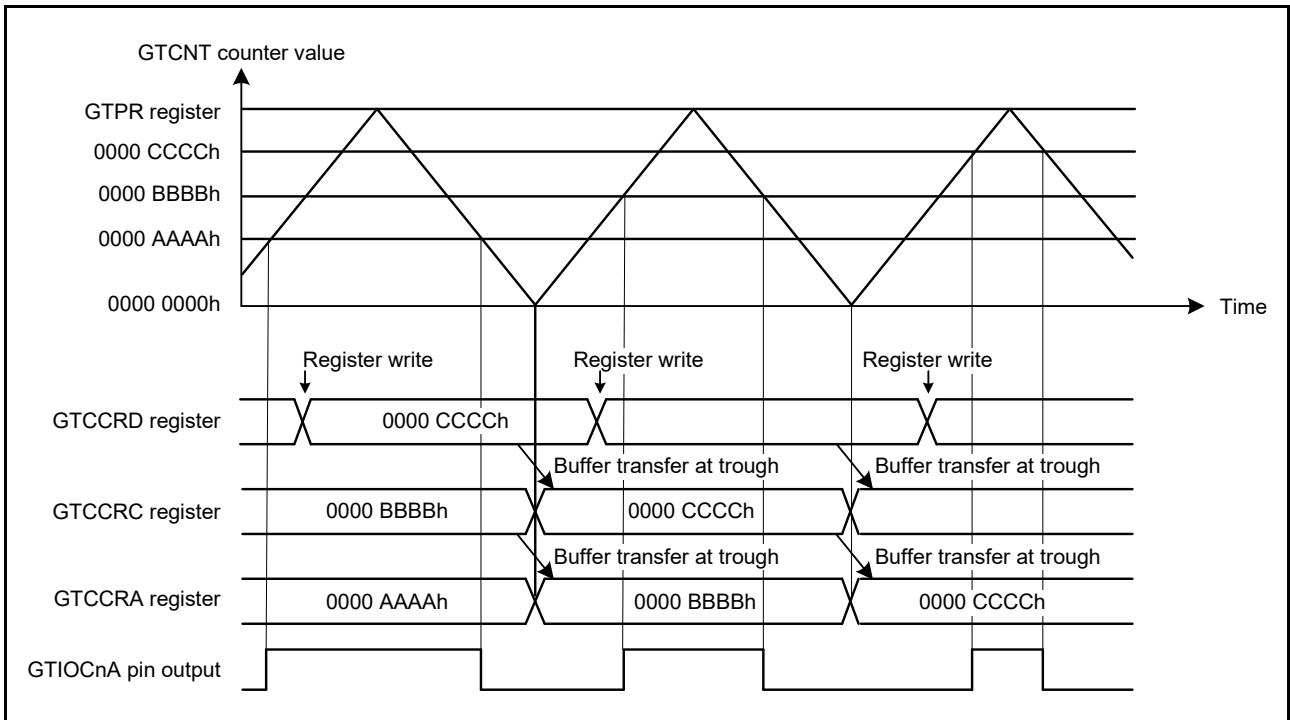 GTCNT counter value
GTPR register
0000 CCCCh
0000 BBBBh
0000 AAAAh
0000 0000h
Time
Register write
Register write
Register write
GTCCRD register
0000 CCCCh
Buffer transfer at trough
Buffer transfer at trough
GTCCRC register
0000 BBBBh
0000 CCCCh
Buffer transfer at trough
Buffer transfer at trough
GTCCRA register
0000 AAAAh
0000 BBBBh
0000 CCCCh
GTIOCnA pin output